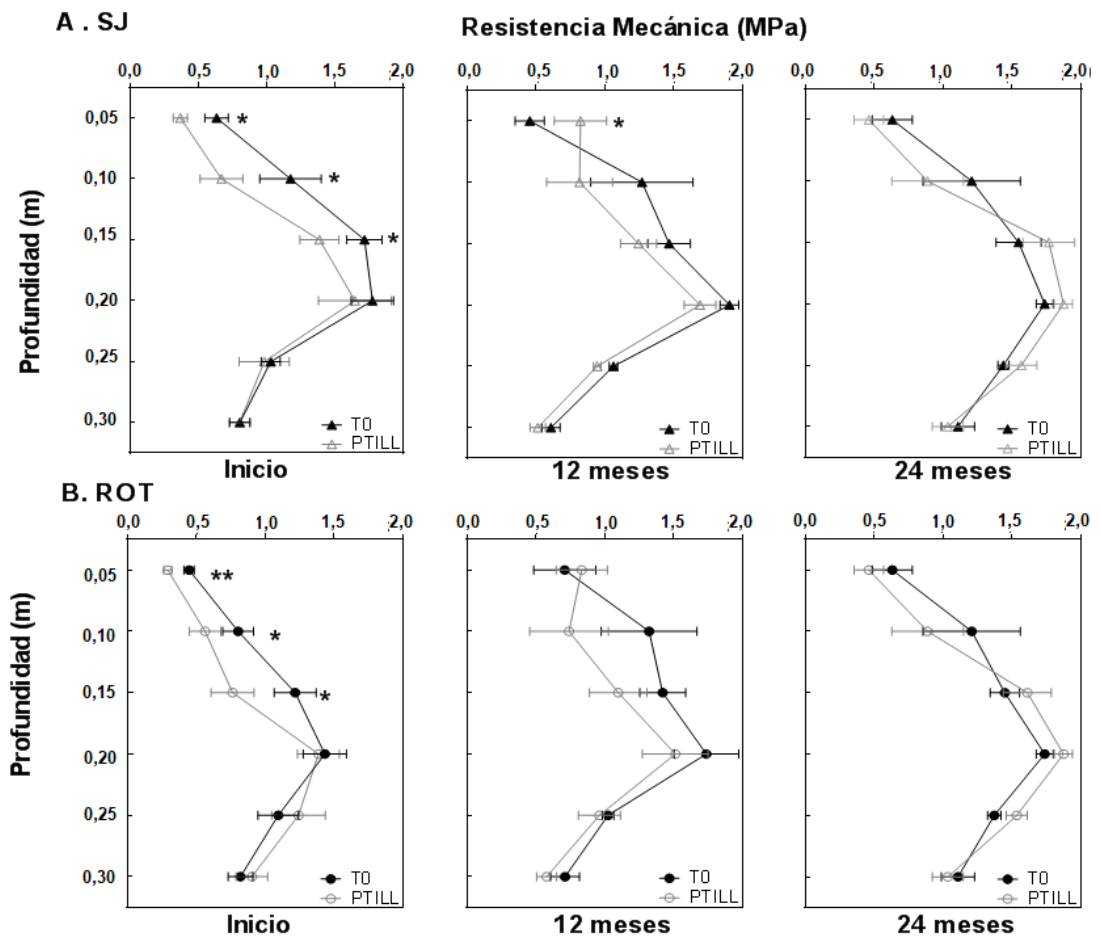 A . SJ
Resistencia Mecánica (MPa)
0,0 0,5 1,0 1,5 2,0
0,0 0,5 1,0 1,5 2,0
0,0 0,5 1,0 1,5 2,0
Profundidad (m)
0,05
0,10
0,15
0,20
0,25
0,30
*
*
*
*
T0
PTILL
T0
PTILL
T0
PTILL
Inicio
12 meses
24 meses
B. ROT
0,0 0,5 1,0 1,5 2,0
0,0 0,5 1,0 1,5 2,0
0,0 0,5 1,0 1,5 2,0
Profundidad (m)
0,05
0,10
0,15
0,20
0,25
0,30
**
*
*
T0
PTILL
T0
PTILL
T0
PTILL
Inicio
12 meses
24 meses